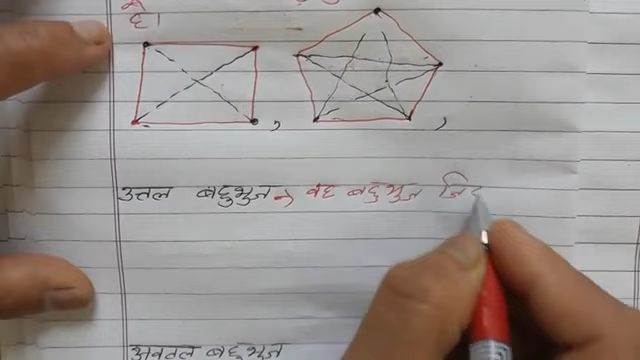 है।
उत्तल बहुभुज → वह बहुभुज जि
अवतल बहुभुज